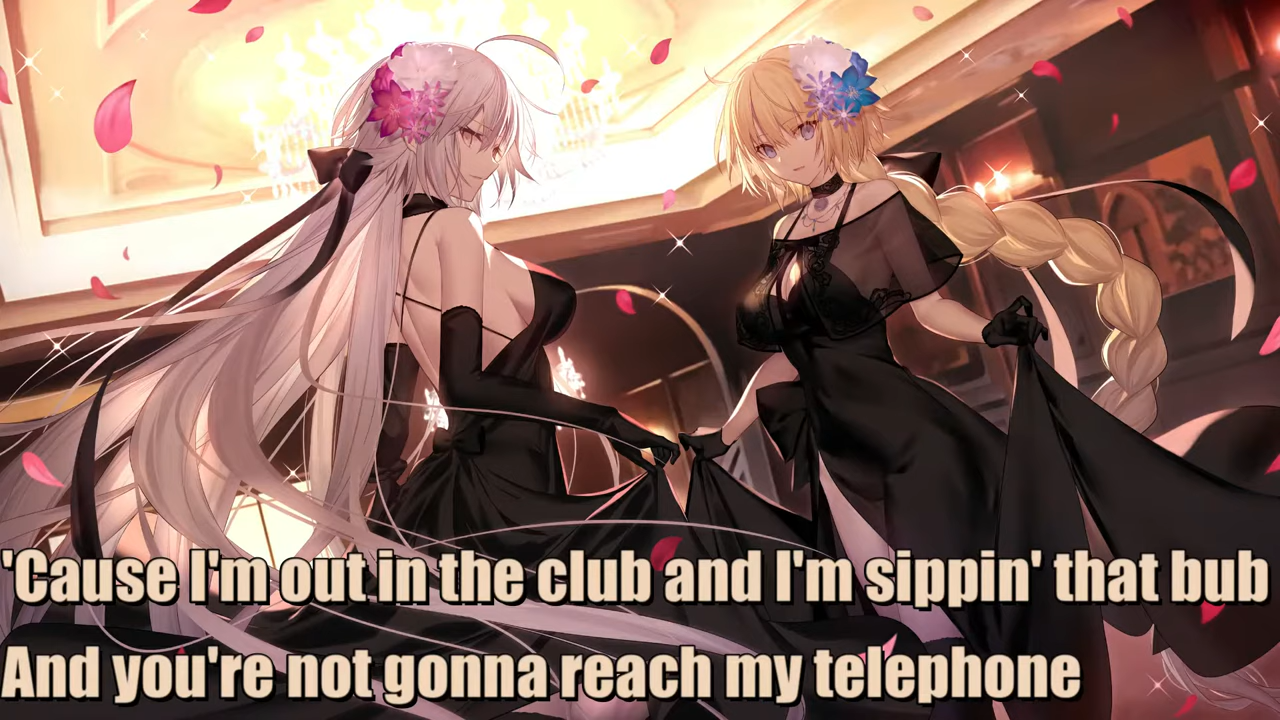 'Cause I'm out in the club and I'm sippin' that bub
And you're not gonna reach my telephone